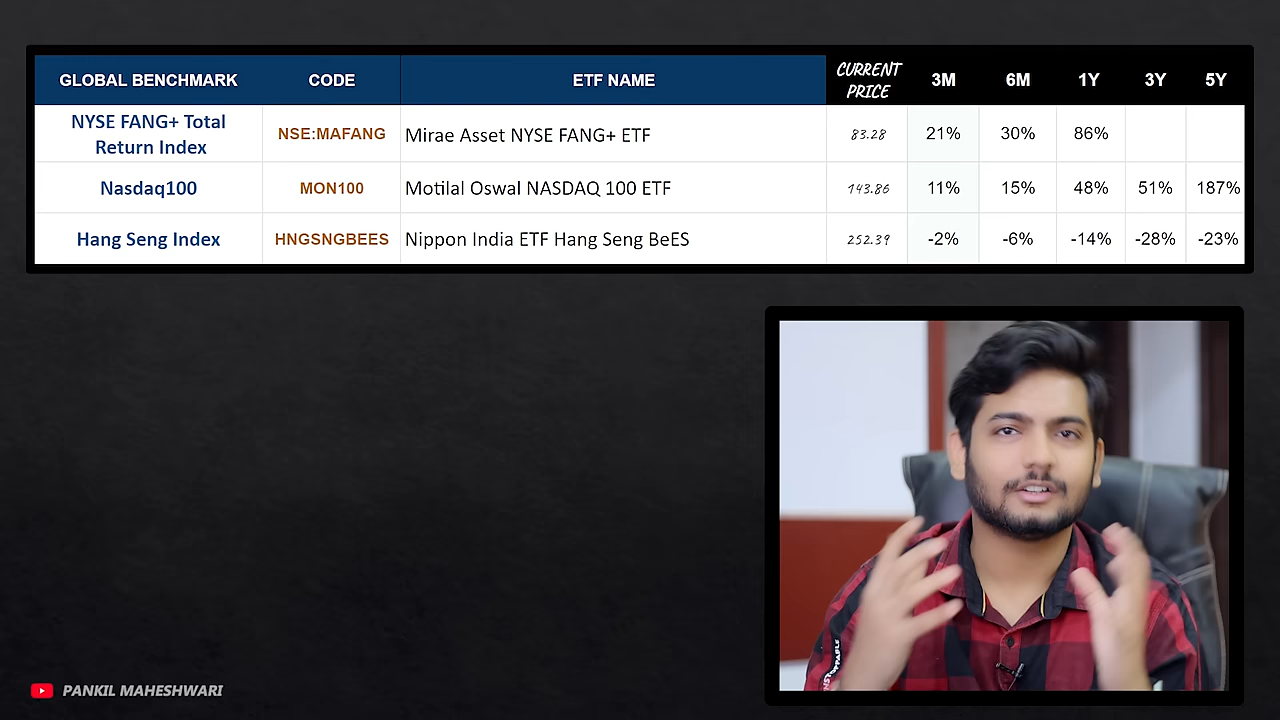 GLOBAL BENCHMARK CODE ETF NAME CURRENT PRICE 3M 6M 1Y 3Y 5Y
NYSE FANG+ Total Return Index NSE:MAFANG Mirae Asset NYSE FANG+ ETF 83.28 21% 30% 86%
Nasdaq100 MON100 Motilal Oswal NASDAQ 100 ETF 143.86 11% 15% 48% 51% 187%
Hang Seng Index HNGSNGBEES Nippon India ETF Hang Seng BeES 252.39 -2% -6% -14% -28% -23%
PANKIL MAHESHWARI